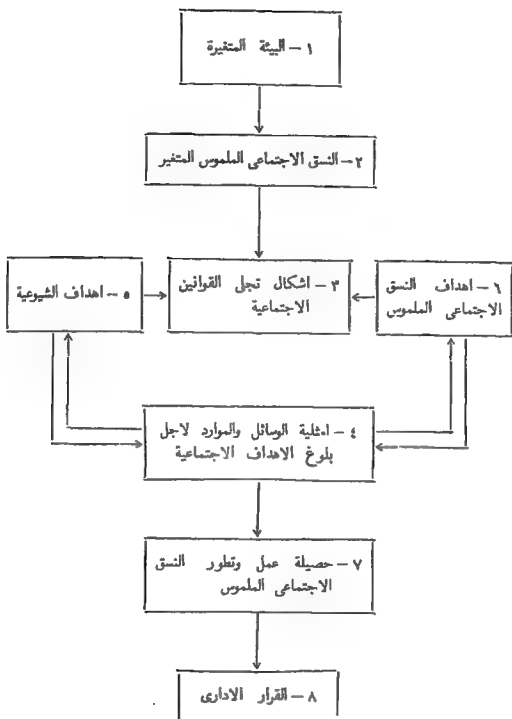 ١ – البيئة المتغيرة
٢ – النسق الاجتماعى الملموس المتغير
٣ – اشكال تجلى القوانين
الاجتماعية
٥ – اهداف الشيوعية
٦ – اهداف النسق
الاجتماعى الملموس
٤ – امثلية الوسائل والموارد لاجل
بلوغ الاهداف الاجتماعية
٧ – حصيلة عمل وتطور النسق
الاجتماعى الملموس
٨ – القرار الادارى